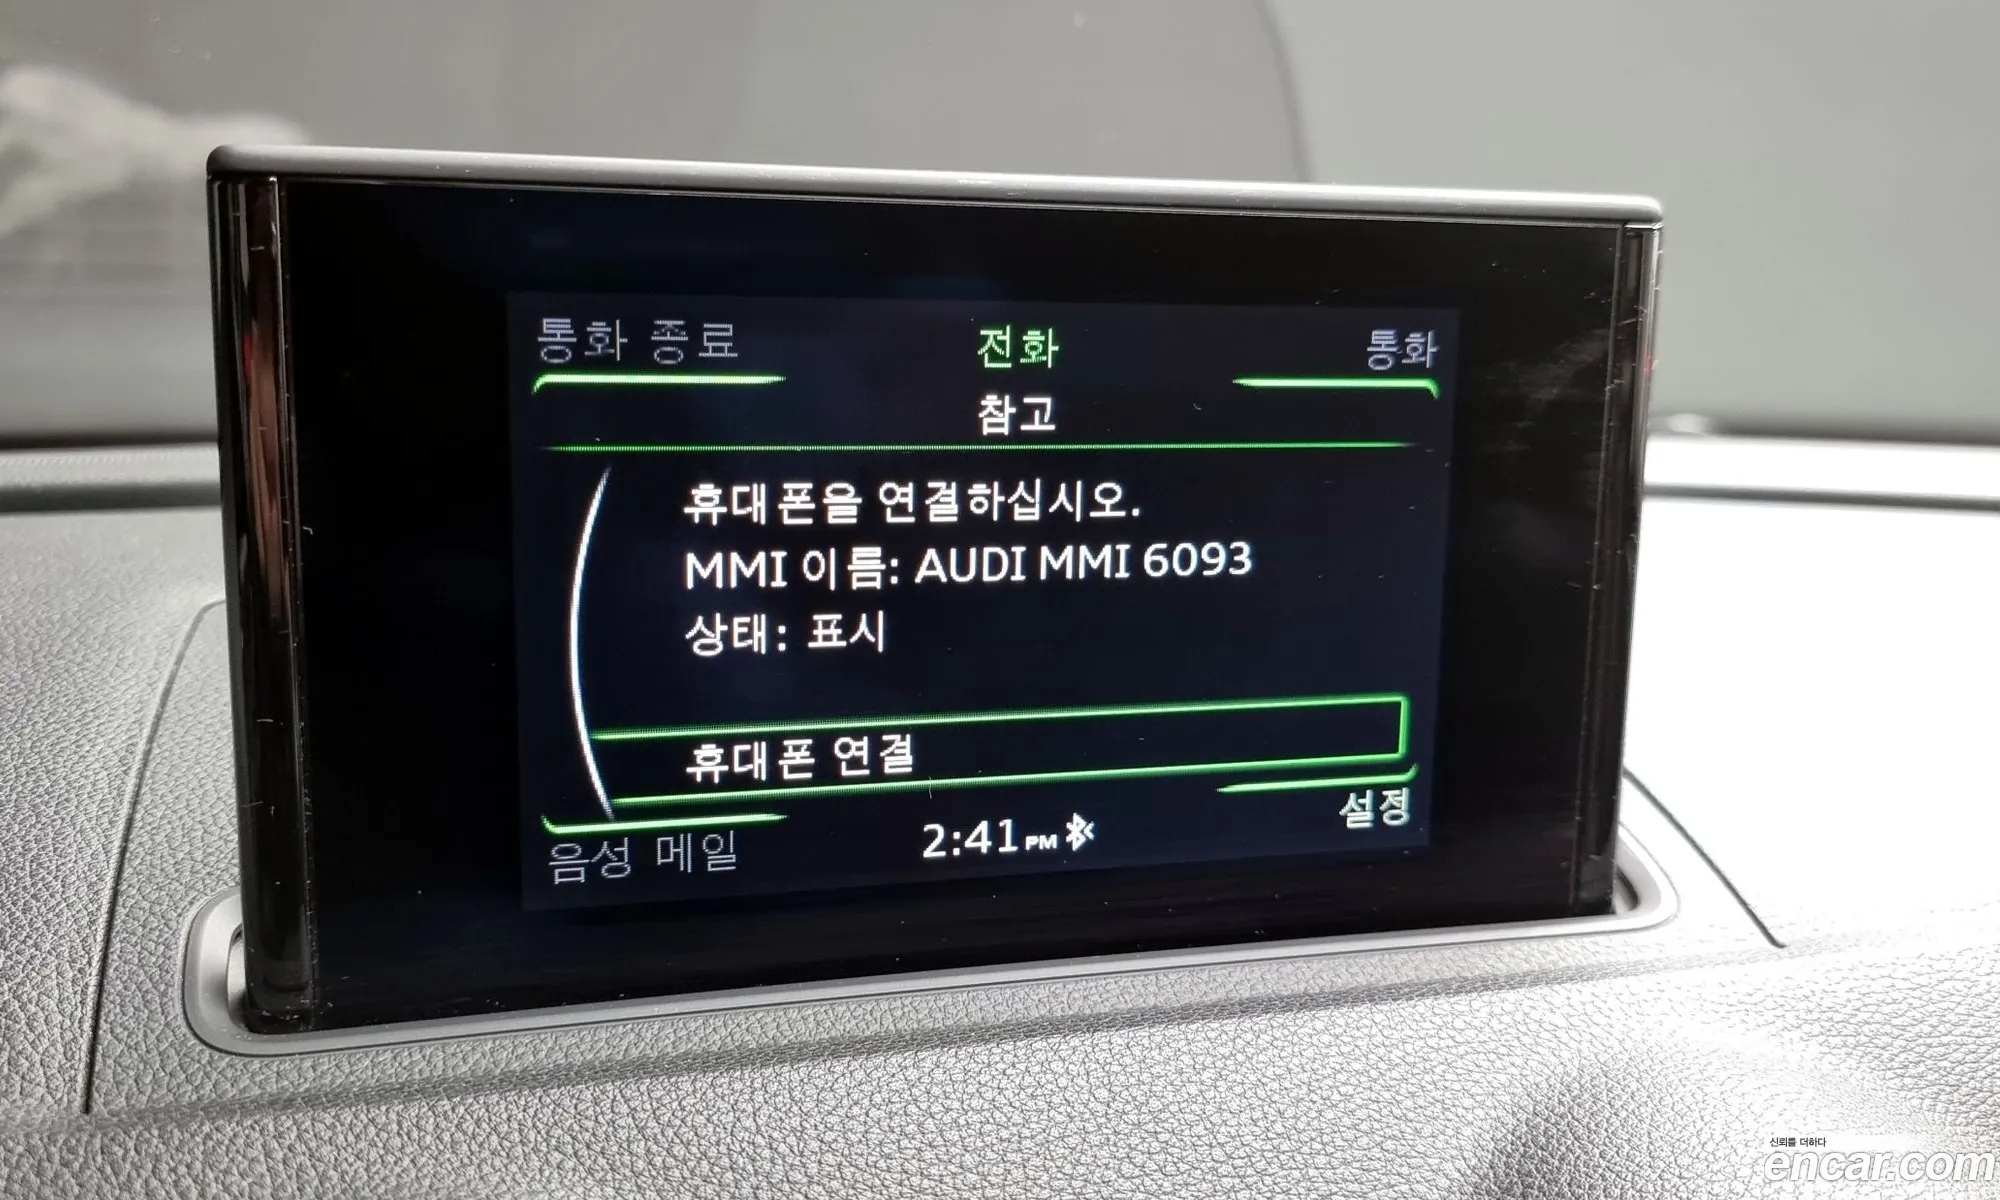 통화 종료
전화
통화
참고
휴대폰을 연결하십시오.
MMI 이름: AUDI MMI 6093
상태: 표시
휴대폰 연결
음성 메일
2:41 PM
설정
신뢰를 더하다
encar.com